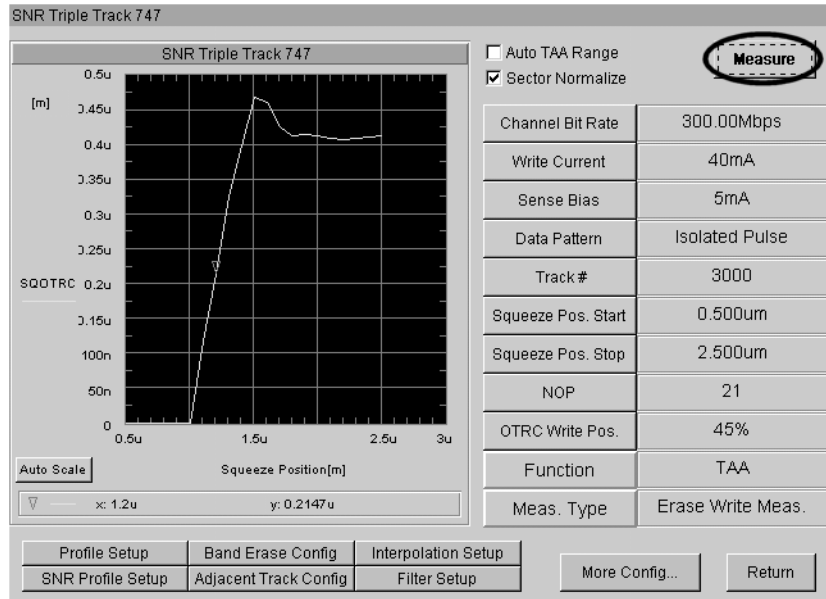 SNR Triple Track 747
SNR Triple Track 747
[m]
0.5u
0.45u
0.4u
0.35u
0.3u
0.25u
SQOTRC 0.2u
0.15u
100n
50n
0
0.5u 1.5u 2.5u 3u
Auto Scale
Squeeze Position[m]
x: 1.2u y: 0.2147u
Auto TAA Range
Sector Normalize
Measure
Channel Bit Rate 300.00Mbps
Write Current 40mA
Sense Bias 5mA
Data Pattern Isolated Pulse
Track # 3000
Squeeze Pos. Start 0.500um
Squeeze Pos. Stop 2.500um
NOP 21
OTRC Write Pos. 45%
Function TAA
Meas. Type Erase Write Meas.
Profile Setup Band Erase Config Interpolation Setup
SNR Profile Setup Adjacent Track Config Filter Setup
More Config... Return